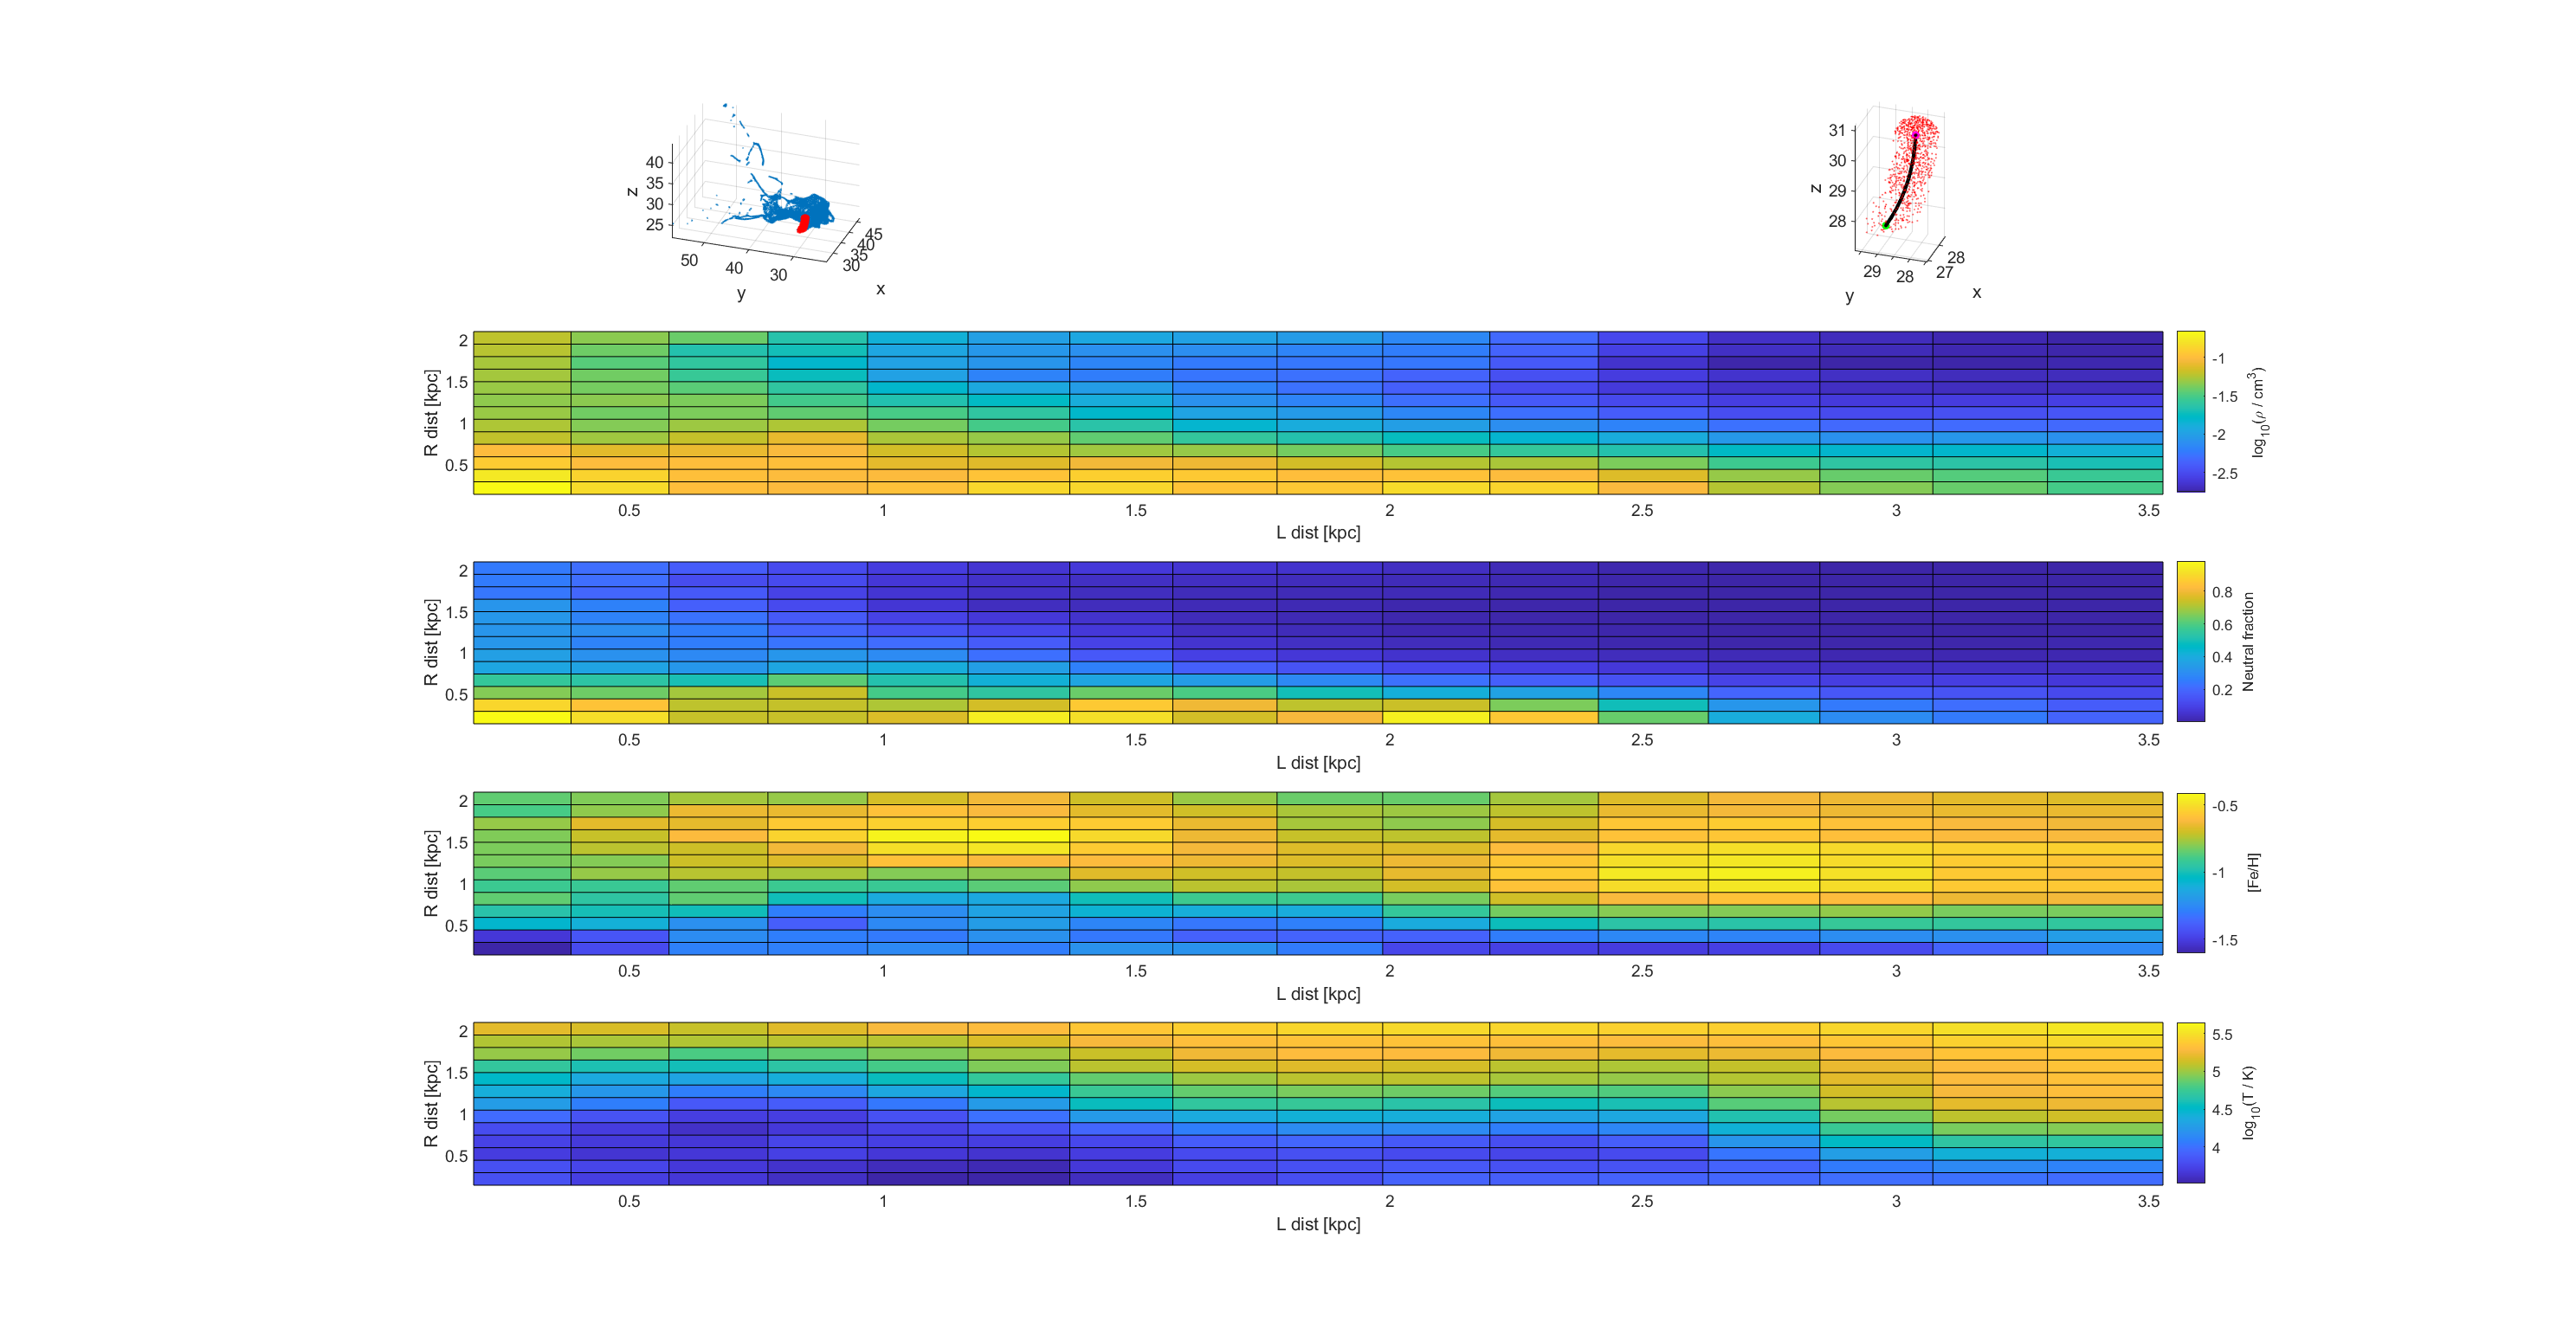 40
35
30
25
z
50
40
30
y
45
40
35
30
x
31
30
29
28
z
29
28
y
28
27
x
2
1.5
1
0.5
R dist [kpc]
0.5 1 1.5 2 2.5 3 3.5
L dist [kpc]
-1
-1.5
-2
-2.5
log10(ρ / cm3)
2
1.5
1
0.5
R dist [kpc]
0.5 1 1.5 2 2.5 3 3.5
L dist [kpc]
0.8
0.6
0.4
0.2
Neutral fraction
2
1.5
1
0.5
R dist [kpc]
0.5 1 1.5 2 2.5 3 3.5
L dist [kpc]
-0.5
-1
-1.5
[Fe/H]
2
1.5
1
0.5
R dist [kpc]
0.5 1 1.5 2 2.5 3 3.5
L dist [kpc]
5.5
5
4.5
4
log10(T / K)